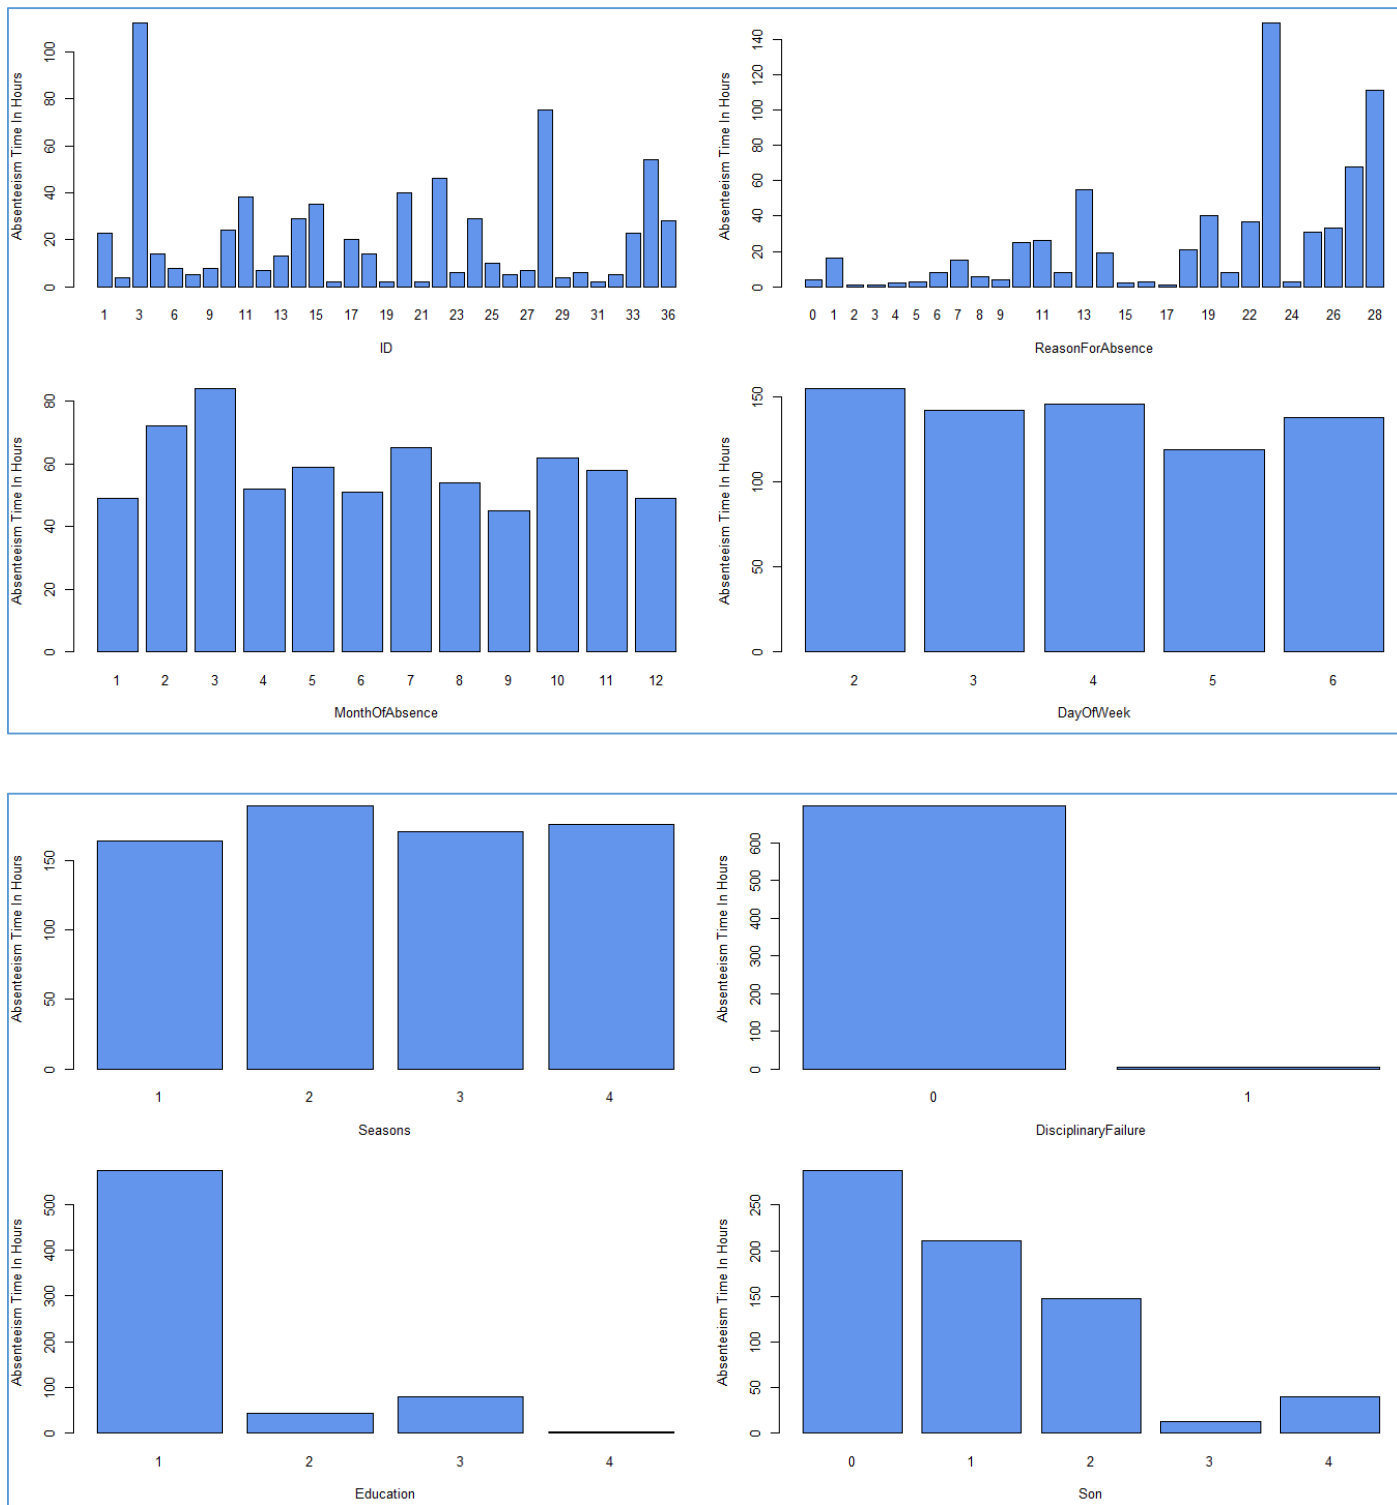 Absenteeism Time In Hours
0 20 40 60 80 100
1 3 6 9 11 13 15 17 19 21 23 25 27 29 31 33 36
ID
Absenteeism Time In Hours
0 20 40 60 80 100 120 140
0 1 2 3 4 5 6 7 8 9 11 13 15 17 19 22 24 26 28
ReasonForAbsence
Absenteeism Time In Hours
0 20 40 60 80
1 2 3 4 5 6 7 8 9 10 11 12
MonthOfAbsence
Absenteeism Time In Hours
0 50 100 150
2 3 4 5 6
DayOfWeek
Absenteeism Time In Hours
0 50 100 150
1 2 3 4
Seasons
Absenteeism Time In Hours
0 100 200 300 400 500 600
0 1
DisciplinaryFailure
Absenteeism Time In Hours
0 100 200 300 400 500
1 2 3 4
Education
Absenteeism Time In Hours
0 50 100 150 200 250
0 1 2 3 4
Son